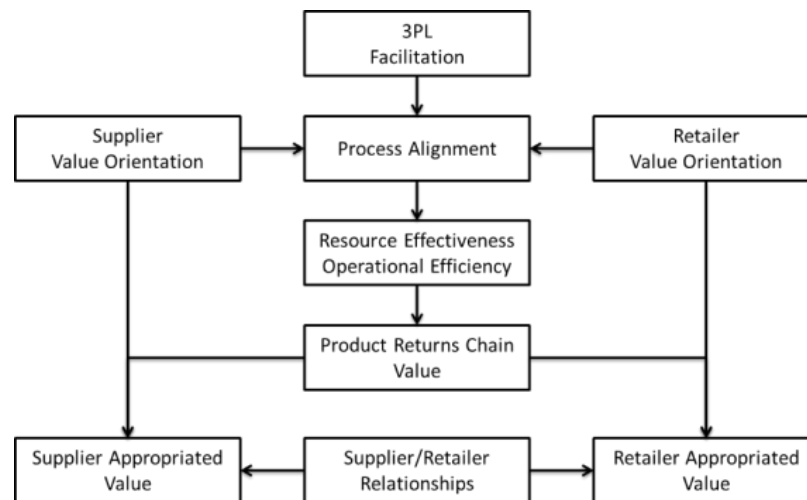 3PL
Facilitation
Supplier
Value Orientation
Process Alignment
Retailer
Value Orientation
Resource Effectiveness
Operational Efficiency
Product Returns Chain
Value
Supplier Appropriated
Value
Supplier/Retailer
Relationships
Retailer Appropriated
Value